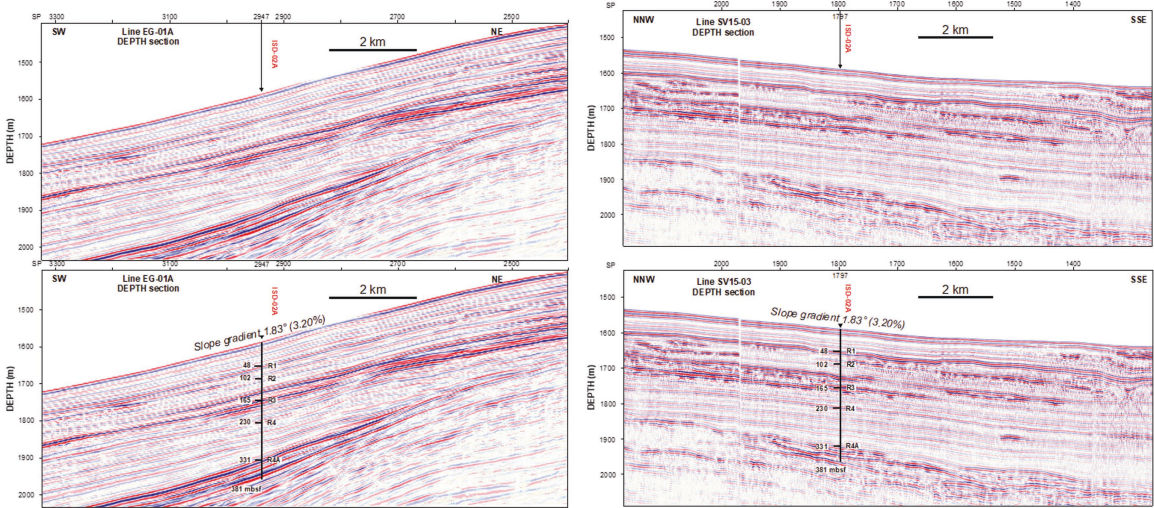 SP 3300 3100 2947 2900 2700 2500
SW Line EG-01A NE
DEPTH section
ISD-02A
2 km
DEPTH (m)
1500
1600
1700
1800
1900
2000
2000 1900 1797 1700 1600 1500 1400
NNW Line SV15-03 SSE
DEPTH section
ISD-02A
2 km
DEPTH (m)
1500
1600
1700
1800
1900
2000
SP 3300 3100 2947 2900 2700 2500
SW Line EG-01A NE
DEPTH section
ISD-02A
2 km
Slope gradient 1.83° (3.20%)
DEPTH (m)
1500
1600
1700
1800
1900
2000
48 R1
102 R2
165 R3
230 R4
331 R4A
381 mbsf
2000 1900 1797 1700 1600 1500 1400
NNW Line SV15-03 SSE
DEPTH section
ISD-02A
2 km
Slope gradient 1.83° (3.20%)
DEPTH (m)
1500
1600
1700
1800
1900
2000
48 R1
102 R2
165 R3
230 R4
331 R4A
381 mbsf